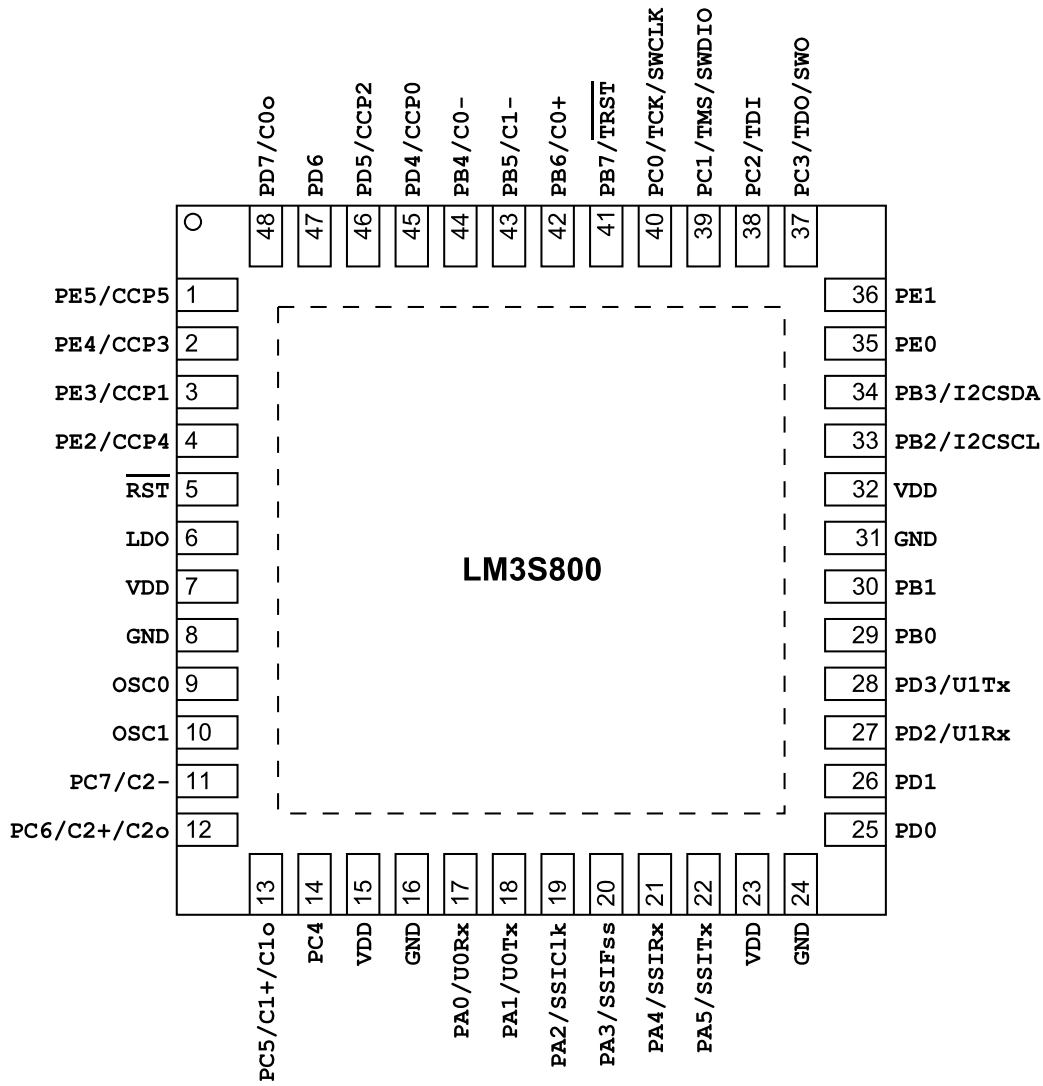 PD7/C0o
PD6
PD5/CCP2
PD4/CCP0
PB4/C0-
PB5/C1-
PB6/C0+
PB7/TRST
PC0/TCK/SWCLK
PC1/TMS/SWDIO
PC2/TDI
PC3/TDO/SWO
48
47
46
45
44
43
42
41
40
39
38
37
PE5/CCP5 1
PE4/CCP3 2
PE3/CCP1 3
PE2/CCP4 4
RST 5
LDO 6
VDD 7
GND 8
OSC0 9
OSC1 10
PC7/C2- 11
PC6/C2+/C2o 12
LM3S800
36 PE1
35 PE0
34 PB3/I2CSDA
33 PB2/I2CSCL
32 VDD
31 GND
30 PB1
29 PB0
28 PD3/U1Tx
27 PD2/U1Rx
26 PD1
25 PD0
13
14
15
16
17
18
19
20
21
22
23
24
PC5/C1+/C1o
PC4
VDD
GND
PA0/U0Rx
PA1/U0Tx
PA2/SSIClk
PA3/SSIFss
PA4/SSIRx
PA5/SSITx
VDD
GND